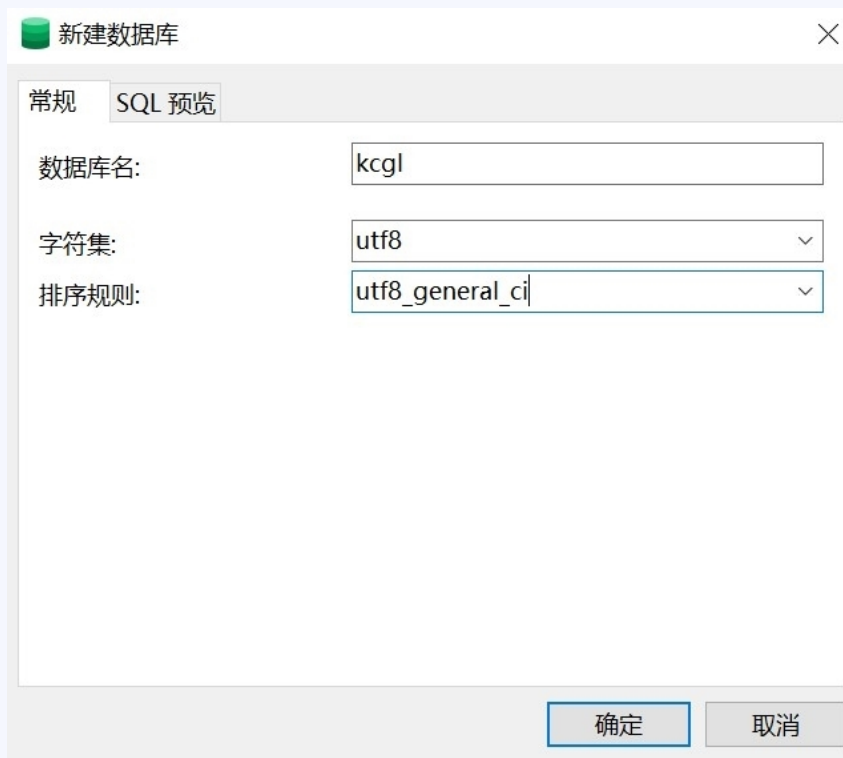 新建数据库
常规 SQL 预览
数据库名: kcgl
字符集: utf8
排序规则: utf8_general_ci
确定 取消